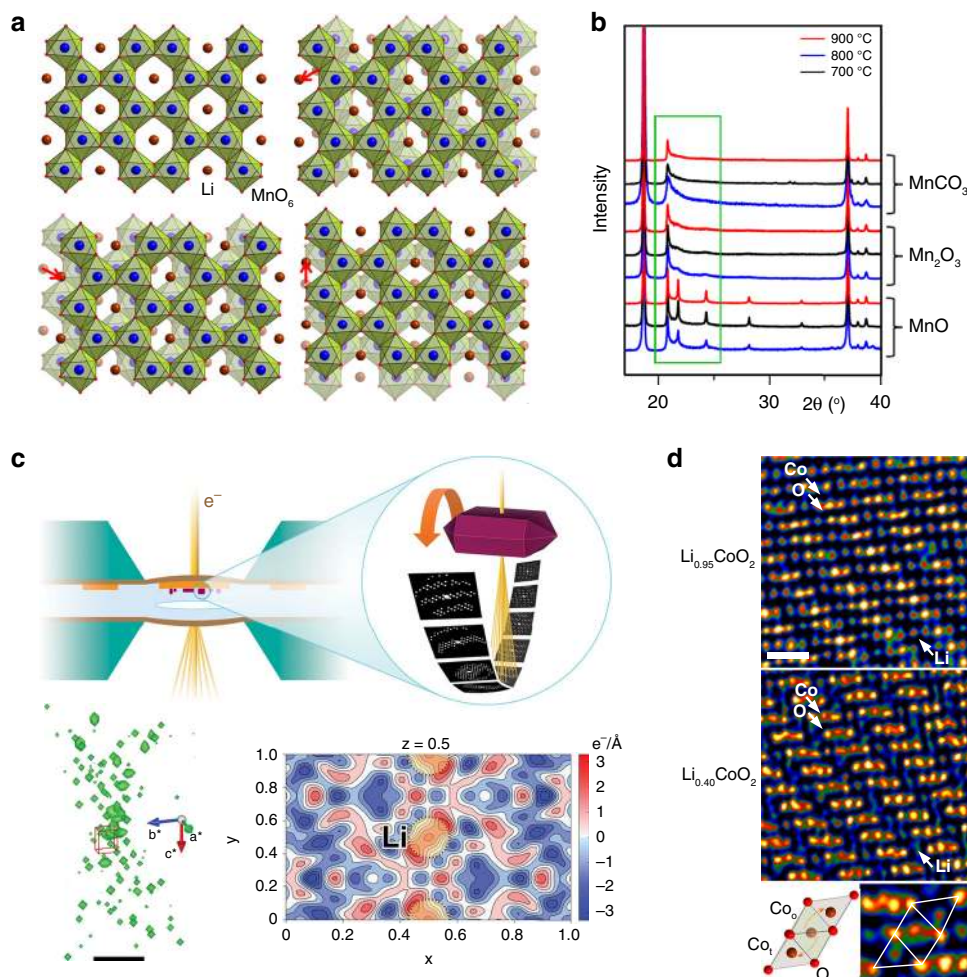 a
Li
MnO6
b
900 °C
800 °C
700 °C
Intensity
MnCO3
Mn2O3
MnO
20
30
40
2θ (°)
c
e−
b*
a*
c*
z = 0.5
e−/Å
1.0
0.8
0.6
0.4
0.2
0
y
Li
0
0.2
0.4
0.6
0.8
1.0
x
3
2
1
0
−1
−2
−3
d
Co
O
Li0.95CoO2
Li
Co
O
Li0.40CoO2
Li
Coo
Cot
O